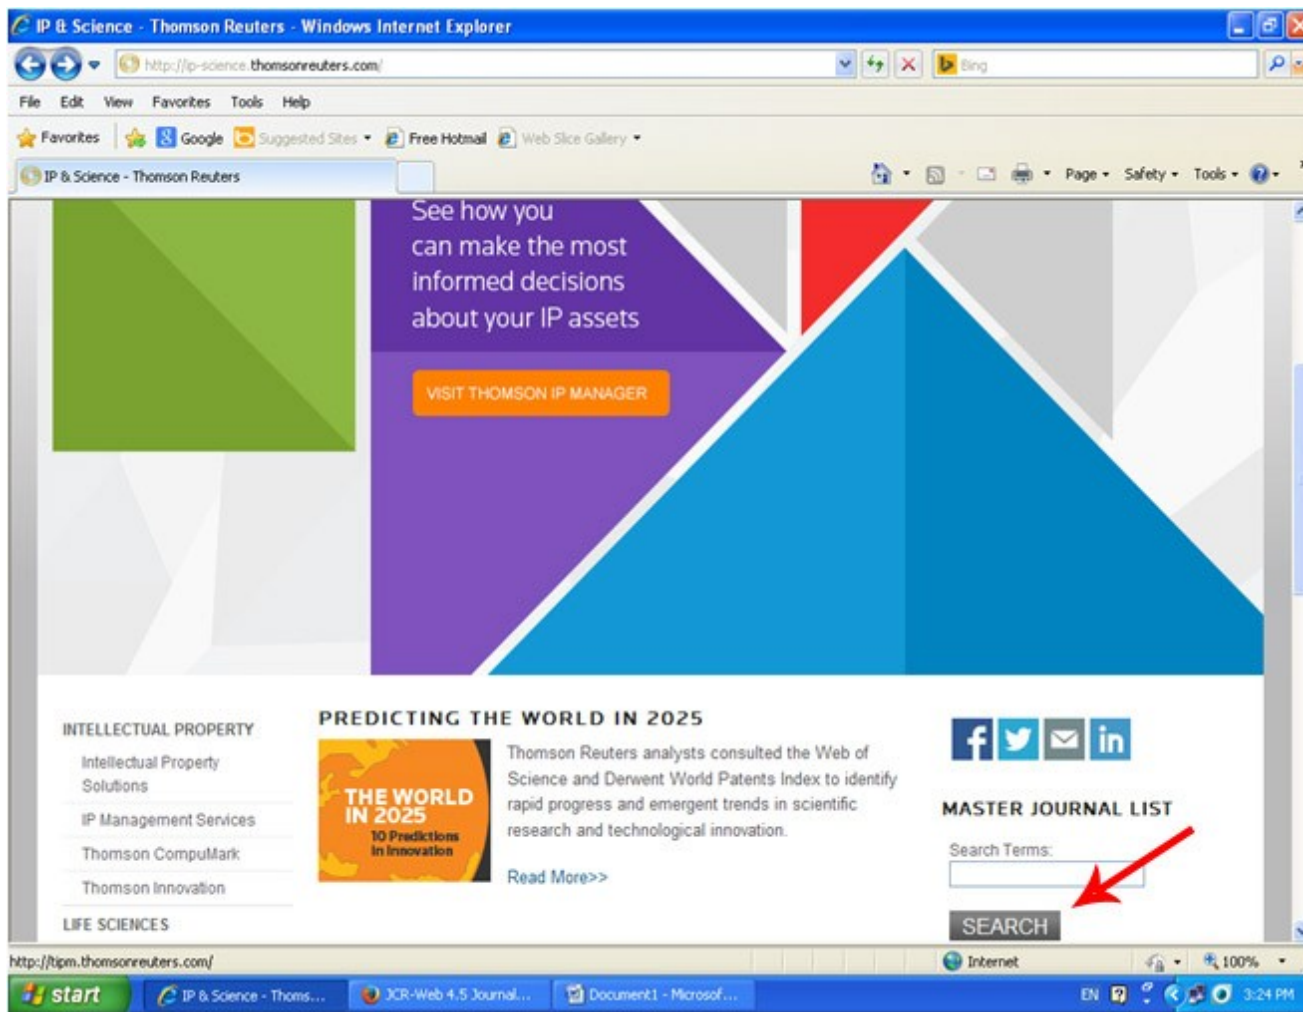 IP & Science - Thomson Reuters - Windows Internet Explorer
http://ip-science.thomsonreuters.com/
Bing
File Edit View Favorites Tools Help
Favorites Google Suggested Sites Free Hotmail Web Slice Gallery
IP & Science - Thomson Reuters
Page Safety Tools
See how you
can make the most
informed decisions
about your IP assets
VISIT THOMSON IP MANAGER
INTELLECTUAL PROPERTY
Intellectual Property
Solutions
IP Management Services
Thomson CompuMark
Thomson Innovation
LIFE SCIENCES
PREDICTING THE WORLD IN 2025
THE WORLD
IN 2025
10 Predictions
in Innovation
Thomson Reuters analysts consulted the Web of
Science and Derwent World Patents Index to identify
rapid progress and emergent trends in scientific
research and technological innovation.
Read More>>
f in
MASTER JOURNAL LIST
Search Terms:
SEARCH
http://tipm.thomsonreuters.com/
Internet
100%
start
IP & Science - Thoms...
JCR-Web 4.5 Journal...
Document1 - Microsof...
EN
3:24 PM